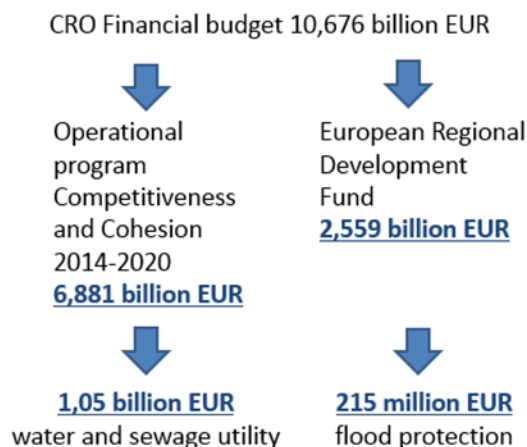 CRO Financial budget 10,676 billion EUR
Operational
program
Competitiveness
and Cohesion
2014-2020
6,881 billion EUR
European Regional
Development
Fund
2,559 billion EUR
1,05 billion EUR
water and sewage utility
215 million EUR
flood protection